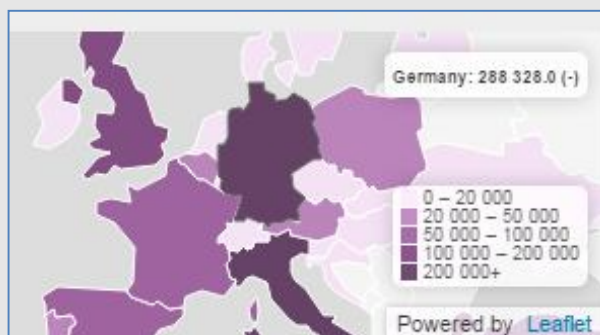 Germany: 288 328.0 (-)
0 – 20 000
20 000 – 50 000
50 000 – 100 000
100 000 – 200 000
200 000+
Powered by Leaflet